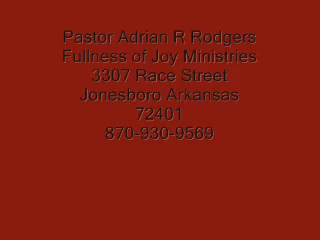 Pastor Adrian R Rodgers
Fullness of Joy Ministries
3307 Race Street
Jonesboro Arkansas
72401
870-930-9569